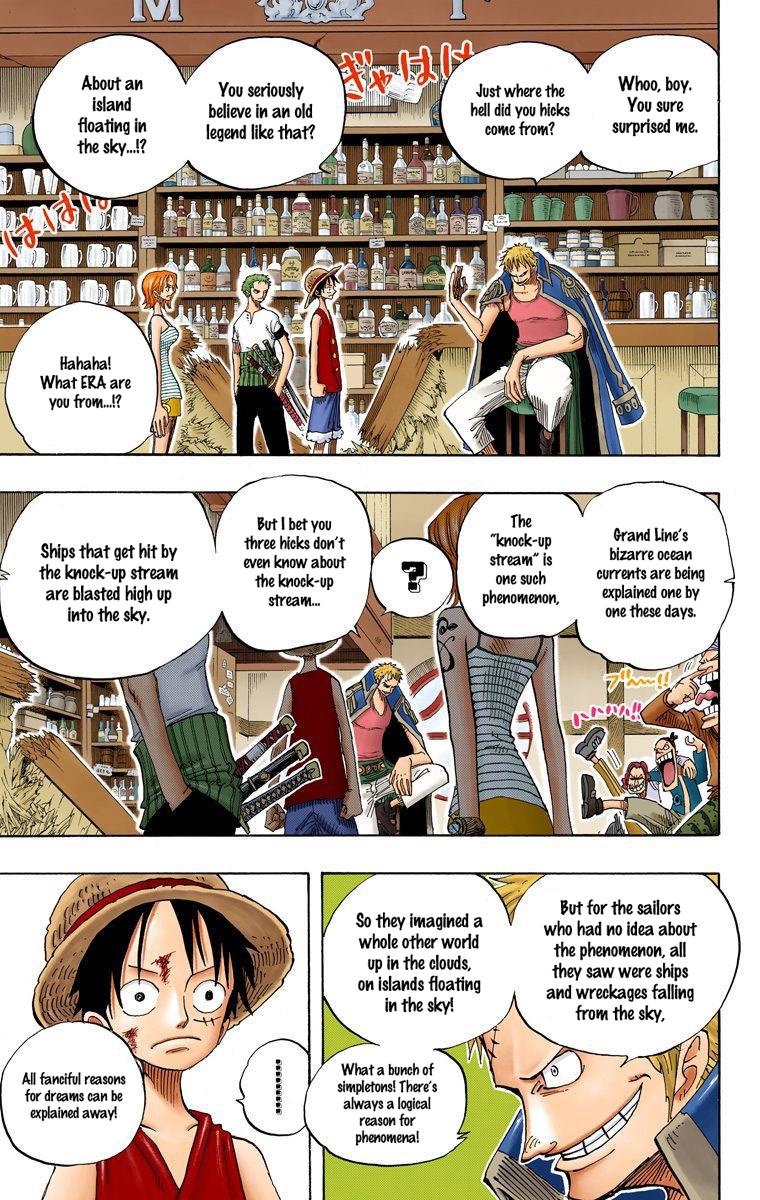 M
I
Whoo, boy.
You sure
surprised me.
Just where the
hell did you hicks
come from?
ぎゃはは
You seriously
believe in an old
legend like that?
About an
island
floating in
the sky...!?
ははは
Hahaha!
What ERA are
you from...!?
Grand Line's
bizarre ocean
currents are being
explained one by
one these days.
The
"knock-up
stream" is
one such
phenomenon,
?
But I bet you
three hicks don't
even know about
the knock-up
stream...
Ships that get hit by
the knock-up stream
are blasted high up
into the sky.
But for the sailors
who had no idea about
the phenomenon, all
they saw were ships
and wreckages falling
from the sky,
So they imagined a
whole other world
up in the clouds,
on islands floating
in the sky!
What a bunch of
simpletons! There's
always a logical
reason for
phenomena!
..........
All fanciful reasons
for dreams can be
explained away!